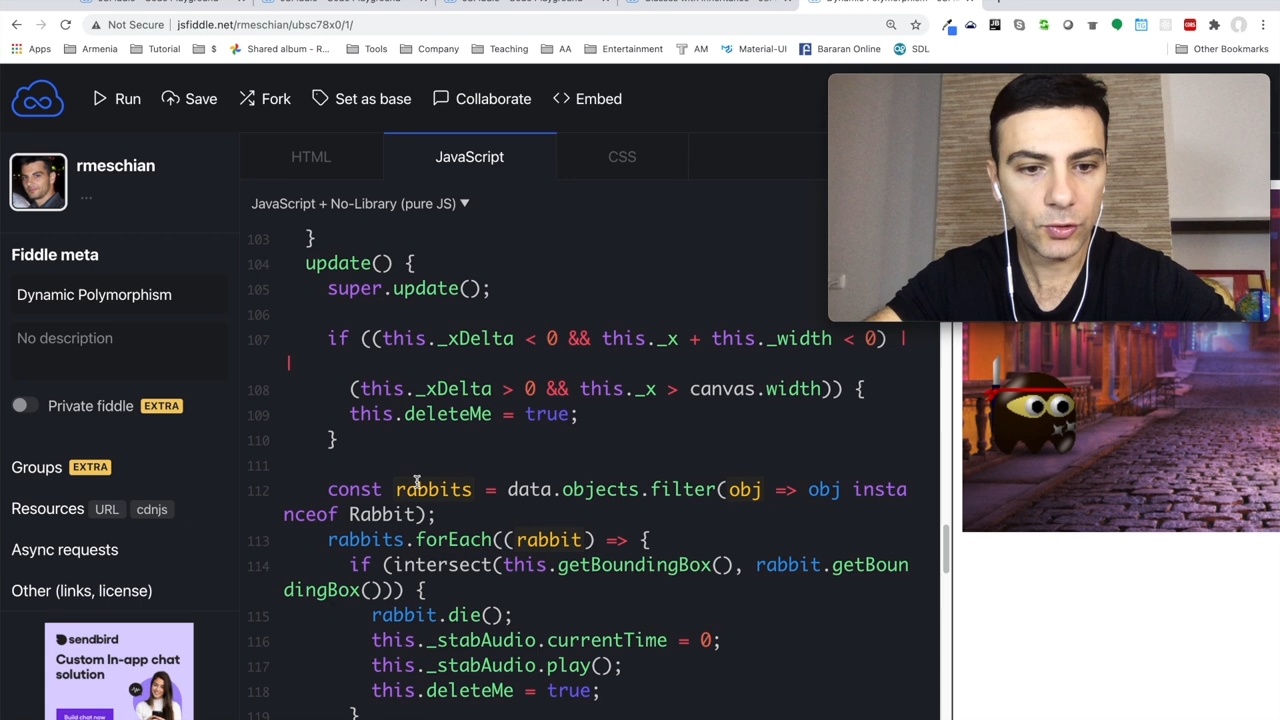 Not Secure | jsfiddle.net/rmeschian/ubsc78x0/1/
Apps Armenia Tutorial $ Shared album - R... Tools Company Teaching AA Entertainment AM Material-UI Bararan Online SDL Other Bookmarks
Run Save Fork Set as base Collaborate Embed
rmeschian
...
Fiddle meta
Dynamic Polymorphism
No description
Private fiddle EXTRA
Groups EXTRA
Resources URL cdnjs
Async requests
Other (links, license)
sendbird
Custom In-app chat
solution
Build chat now
HTML JavaScript CSS
JavaScript + No-Library (pure JS) ▼
103 }
104 update() {
105 super.update();
106
107 if ((this._xDelta < 0 && this._x + this._width < 0) |
|
108 (this._xDelta > 0 && this._x > canvas.width)) {
109 this.deleteMe = true;
110 }
111
112 const rabbits = data.objects.filter(obj => obj insta
nceof Rabbit);
113 rabbits.forEach((rabbit) => {
114 if (intersect(this.getBoundingBox(), rabbit.getBoun
dingBox())) {
115 rabbit.die();
116 this._stabAudio.currentTime = 0;
117 this._stabAudio.play();
118 this.deleteMe = true;
119 }